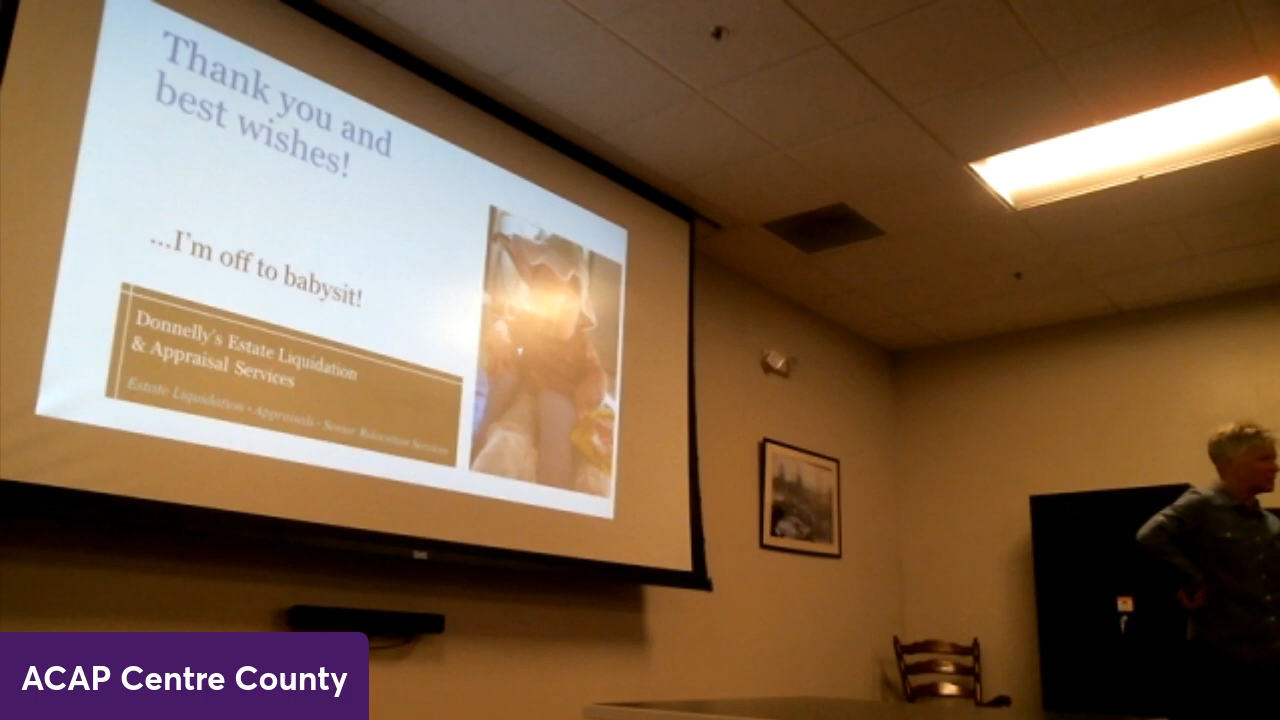 Thank you and
best wishes!
...I'm off to babysit!
Donnelly's Estate Liquidation
& Appraisal Services
Estate Liquidation • Appraisals • Senior Relocation Services
ACAP Centre County